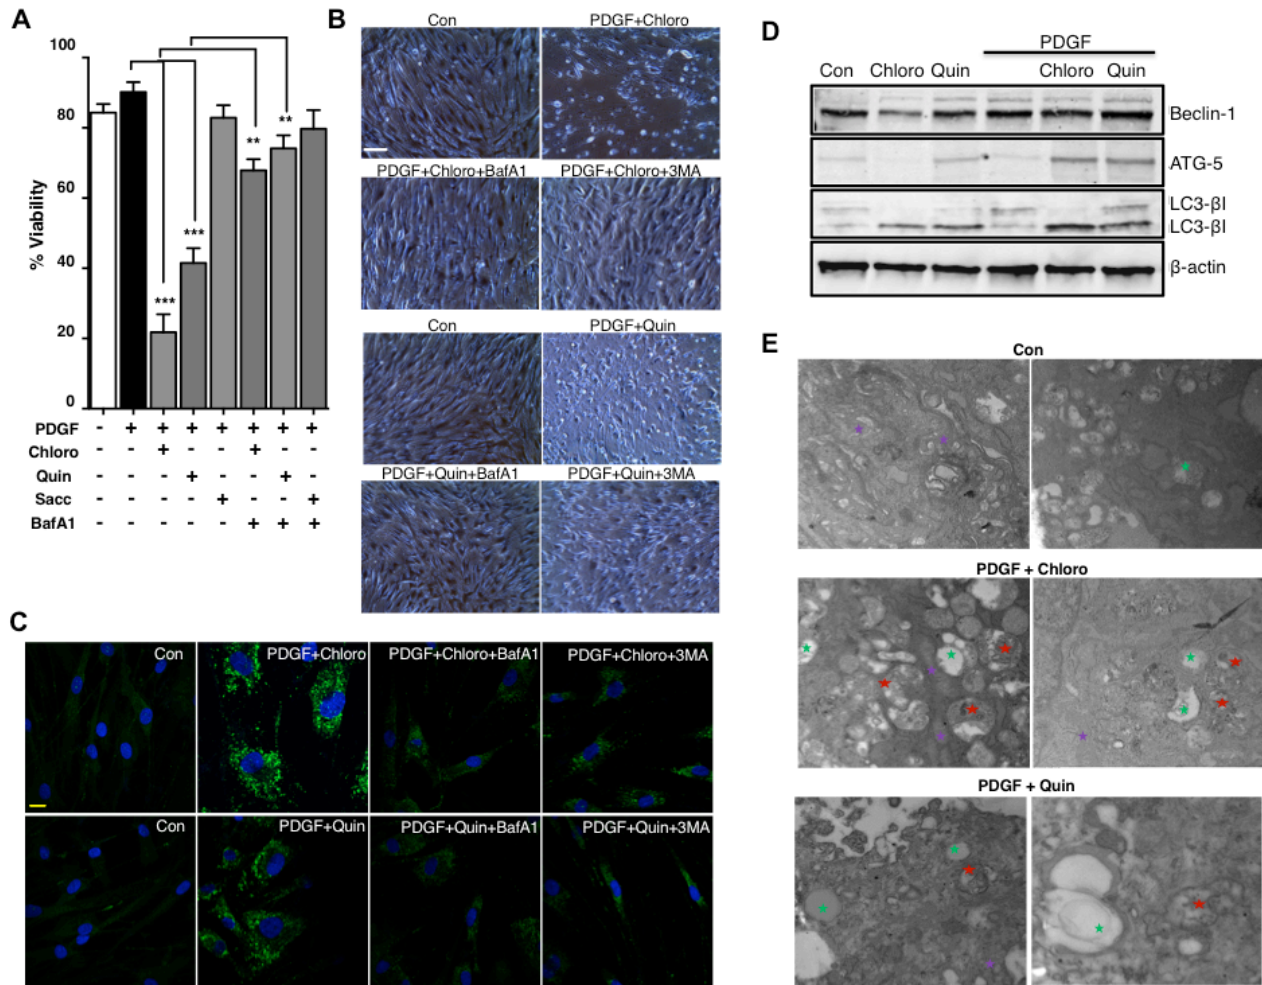 A
100
80
60
40
20
0
% Viability
**
**
***
***
PDGF - + + + + + + +
Chloro - - + - - + - -
Quin - - - + - - + -
Sacc - - - - + - - +
BafA1 - - - - - + + +
B
Con PDGF+Chloro
PDGF+Chloro+BafA1 PDGF+Chloro+3MA
Con PDGF+Quin
PDGF+Quin+BafA1 PDGF+Quin+3MA
C
Con PDGF+Chloro PDGF+Chloro+BafA1 PDGF+Chloro+3MA
Con PDGF+Quin PDGF+Quin+BafA1 PDGF+Quin+3MA
D
PDGF
Con Chloro Quin Chloro Quin
Beclin-1
ATG-5
LC3-βI
LC3-βI
β-actin
E
Con
PDGF + Chloro
PDGF + Quin